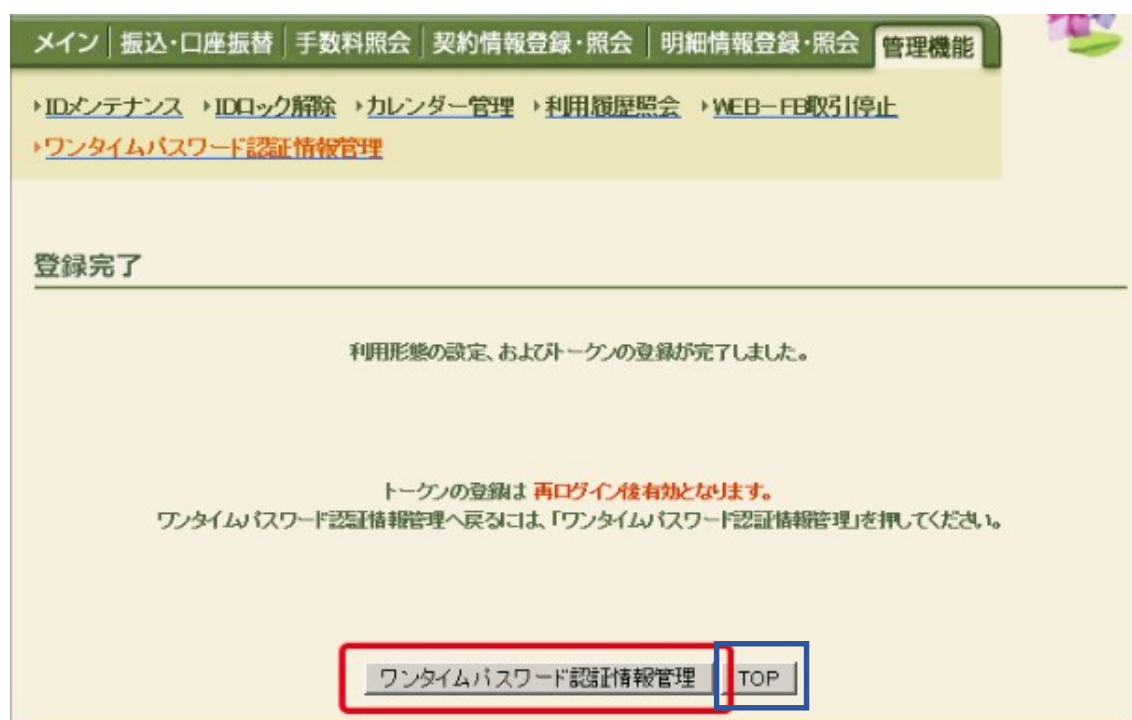 メイン 振込・口座振替 手数料照会 契約情報登録・照会 明細情報登録・照会 管理機能
IDメンテナンス IDロック解除 カレンダー管理 利用履歴照会 WEB－FB取引停止
ワンタイムパスワード認証情報管理
登録完了
利用形態の設定、およびトークンの登録が完了しました。
トークンの登録は 再ログイン後有効となります。
ワンタイムパスワード認証情報管理へ戻るには、「ワンタイムパスワード認証情報管理」を押してください。
ワンタイムパスワード認証情報管理 TOP